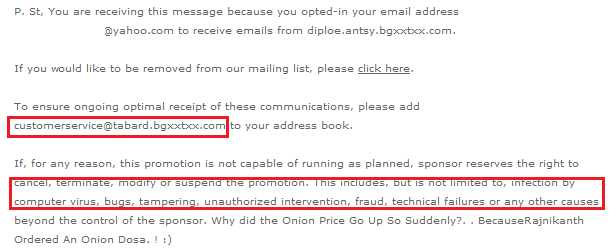 P. St, You are receiving this message because you opted-in your email address
@yahoo.com to receive emails from diploe.antsy.bgxxtxx.com.
If you would like to be removed from our mailing list, please click here.
To ensure ongoing optimal receipt of these communications, please add
customerservice@tabard.bgxxtxx.com to your address book.
If, for any reason, this promotion is not capable of running as planned, sponsor reserves the right to
cancel, terminate, modify or suspend the promotion. This includes, but is not limited to, infection by
computer virus, bugs, tampering, unauthorized intervention, fraud, technical failures or any other causes
beyond the control of the sponsor. Why did the Onion Price Go Up So Suddenly?. . BecauseRajnikanth
Ordered An Onion Dosa. ! :)